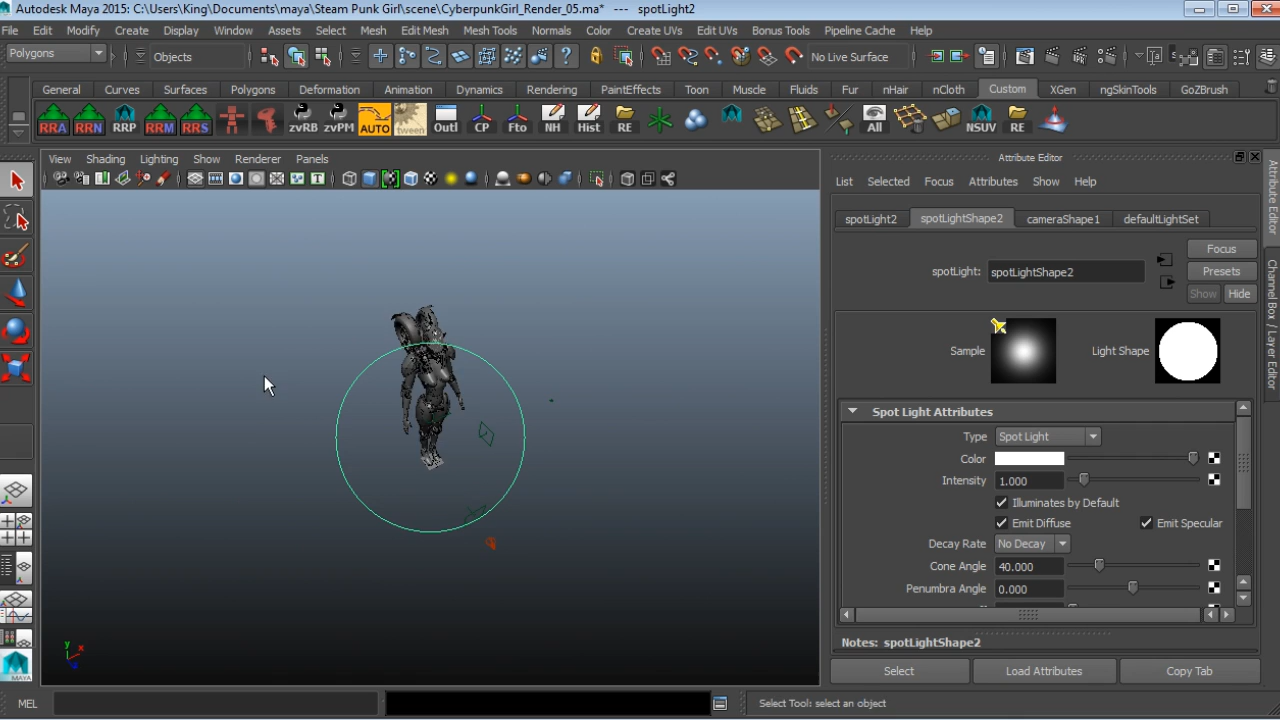 Autodesk Maya 2015: C:\Users\King\Documents\maya\Steam Punk Girl\scene\CyberpunkGirl_Render_05.ma* --- spotLight2
File Edit Modify Create Display Window Assets Select Mesh Edit Mesh Mesh Tools Normals Color Create UVs Edit UVs Bonus Tools Pipeline Cache Help
Polygons Objects No Live Surface
General Curves Surfaces Polygons Deformation Animation Dynamics Rendering PaintEffects Toon Muscle Fluids Fur nHair nCloth Custom XGen ngSkinTools GoZBrush
RRA RRN RRP RRM RRS zvRB zvPM AUTO tween Outl CP Fto NH Hist RE All NSUV RE
View Shading Lighting Show Renderer Panels
Attribute Editor
List Selected Focus Attributes Show Help
spotLight2 spotLightShape2 cameraShape1 defaultLightSet
Focus
spotLight: spotLightShape2 Presets
Show Hide
Sample Light Shape
Spot Light Attributes
Type Spot Light
Color
Intensity 1.000
Illuminates by Default
Emit Diffuse Emit Specular
Decay Rate No Decay
Cone Angle 40.000
Penumbra Angle 0.000
Notes: spotLightShape2
Select Load Attributes Copy Tab
Attribute Editor
Channel Box / Layer Editor
y x
MAYA
MEL Select Tool: select an object